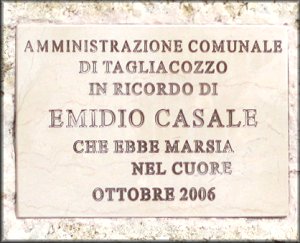 AMMINISTRAZIONE COMUNALE
DI TAGLIACOZZO
IN RICORDO DI
EMIDIO CASALE
CHE EBBE MARSIA
NEL CUORE
OTTOBRE 2006